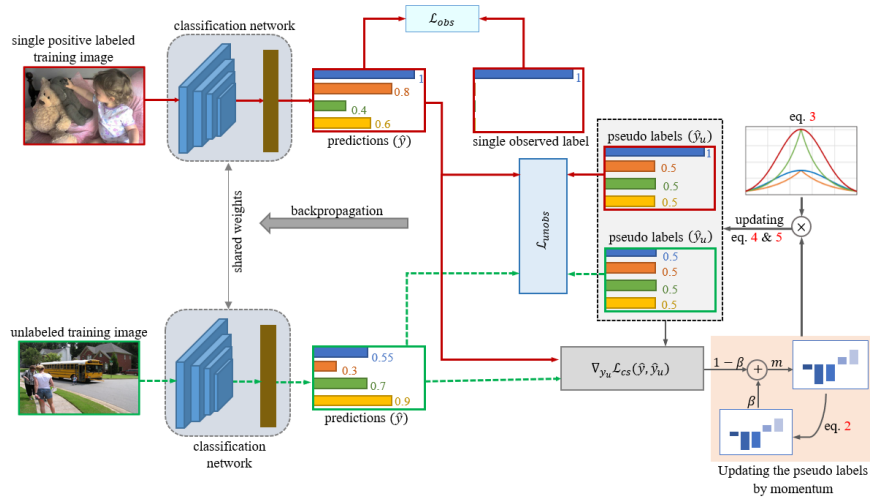 classification network
single positive labeled
training image
ℒ_obs
1
0.8
0.4
0.6
predictions (ŷ)
1
single observed label
eq. 3
pseudo labels (ŷ_u)
1
0.5
0.5
0.5
ℒ_unobs
shared weights
backpropagation
updating
eq. 4 & 5
×
pseudo labels (ŷ_u)
0.5
0.5
0.5
0.5
unlabeled training image
0.55
0.3
0.7
0.9
predictions (ŷ)
classification
network
∇_{y_u} ℒ_cs(ŷ, ŷ_u)
1 − β
+
m
β
eq. 2
Updating the pseudo labels
by momentum